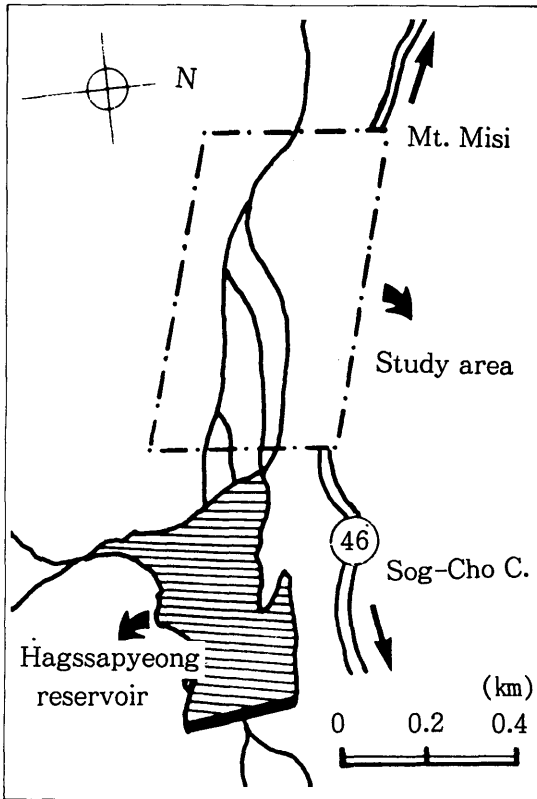 N
Mt. Misi
Study area
46
Sog-Cho C.
Hagssapyeong
reservoir
(km)
0 0.2 0.4